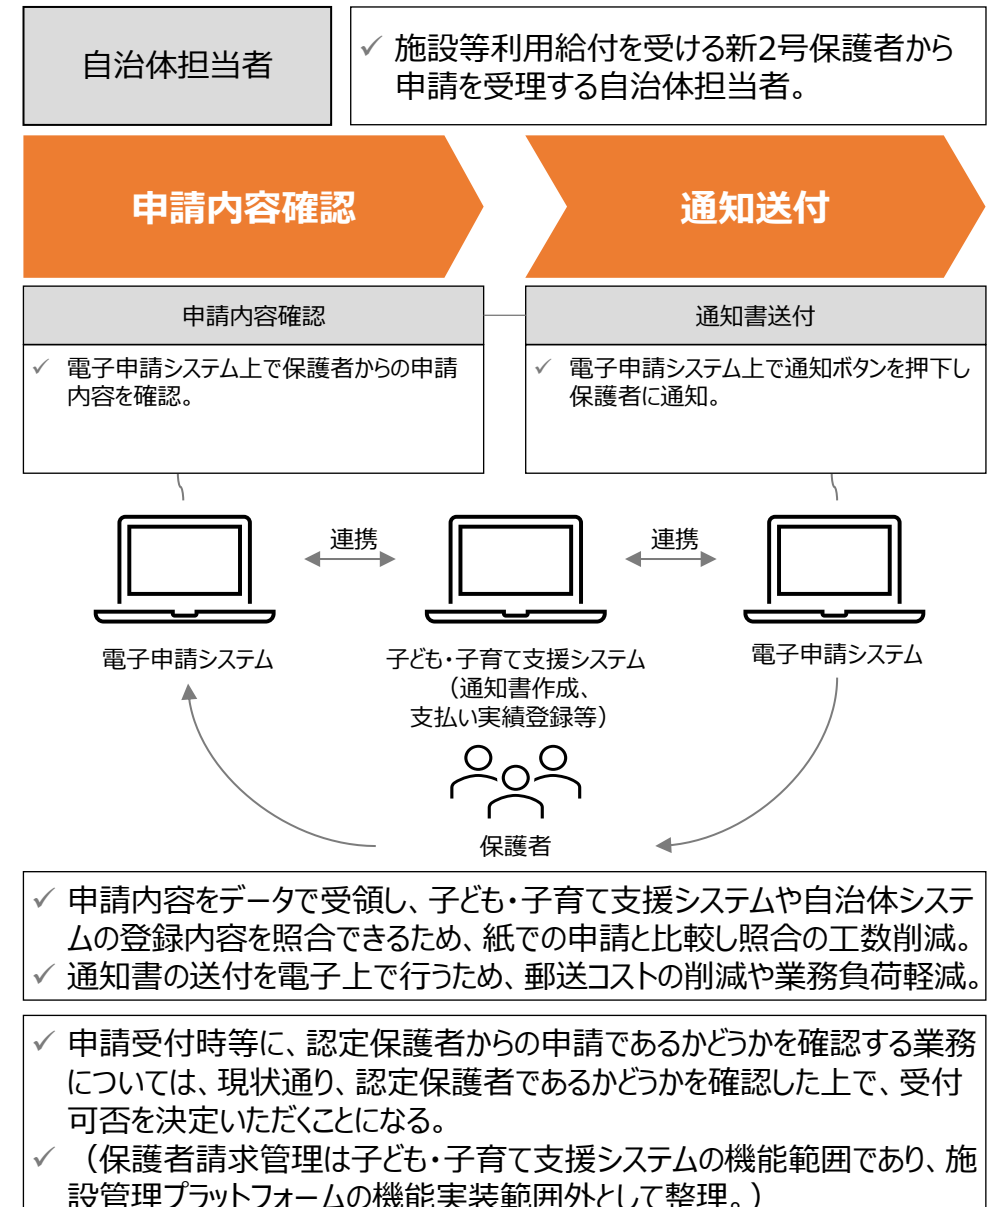 自治体担当者
✓ 施設等利用給付を受ける新2号保護者から
申請を受理する自治体担当者。
申請内容確認
通知送付
申請内容確認
✓ 電子申請システム上で保護者からの申請
内容を確認。
通知書送付
✓ 電子申請システム上で通知ボタンを押下し
保護者に通知。
連携
連携
電子申請システム
子ども・子育て支援システム
（通知書作成、
支払い実績登録等）
電子申請システム
保護者
✓ 申請内容をデータで受領し、子ども・子育て支援システムや自治体システ
ムの登録内容を照合できるため、紙での申請と比較し照合の工数削減。
✓ 通知書の送付を電子上で行うため、郵送コストの削減や業務負荷軽減。
✓ 申請受付時等に、認定保護者からの申請であるかどうかを確認する業務
については、現状通り、認定保護者であるかどうかを確認した上で、受付
可否を決定いただくことになる。
✓ （保護者請求管理は子ども・子育て支援システムの機能範囲であり、施
設管理プラットフォームの機能実装範囲外として整理。）